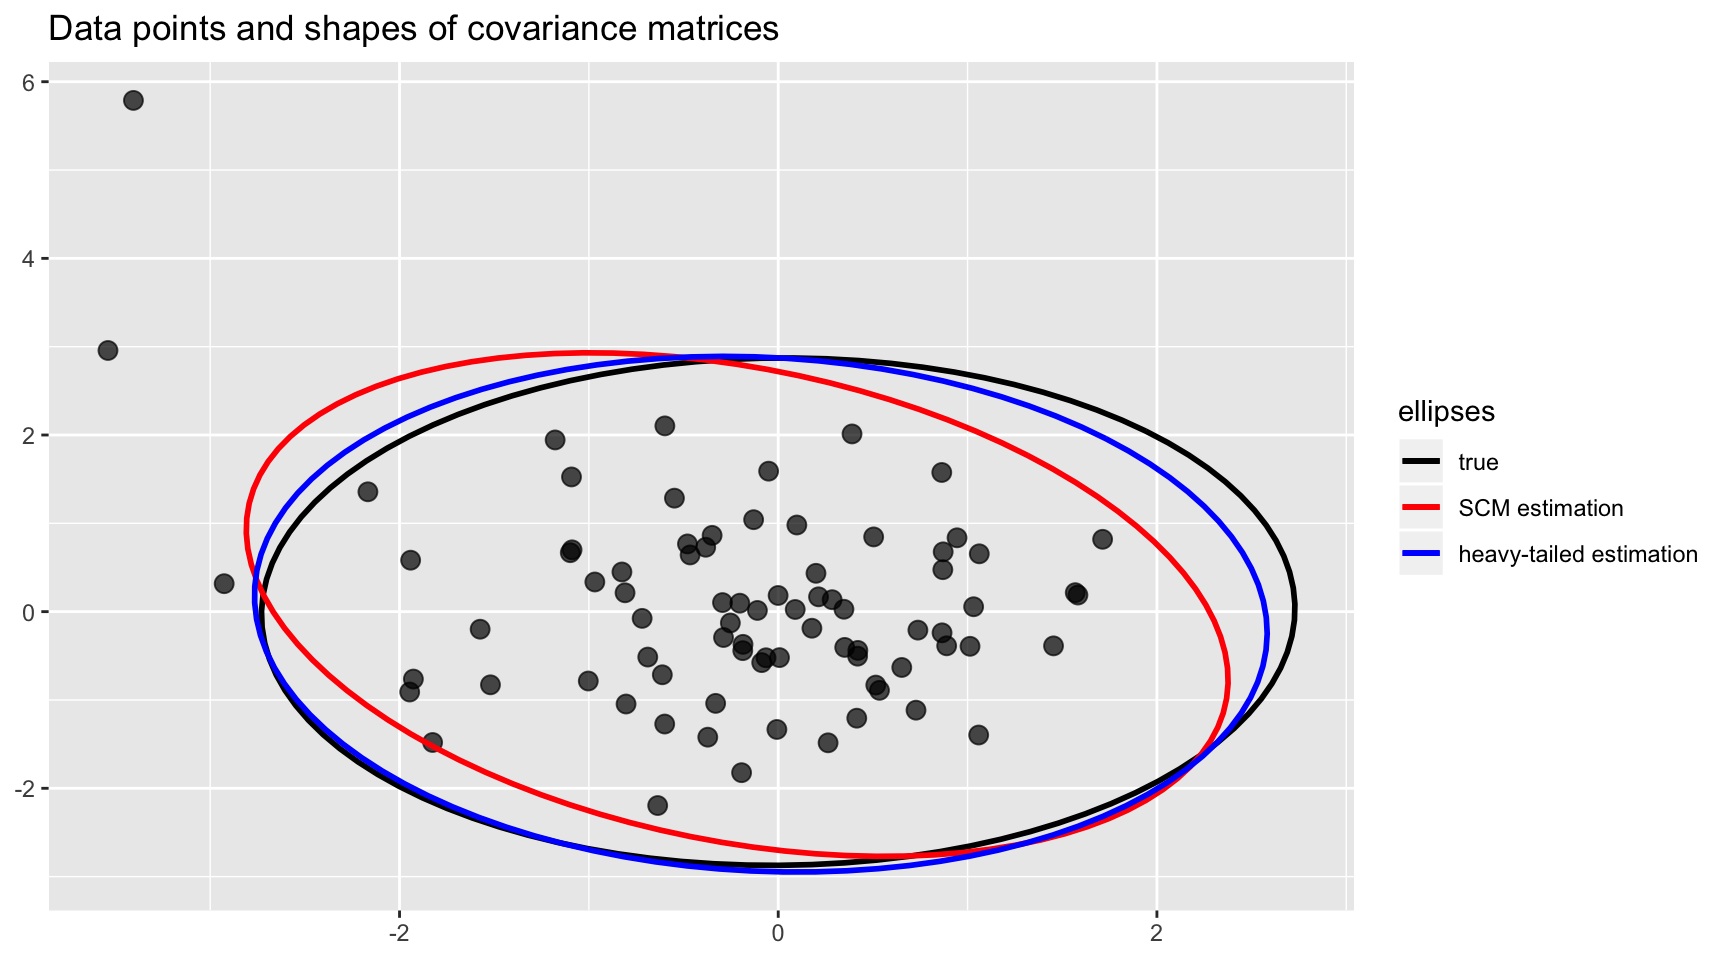 Data points and shapes of covariance matrices
6
4
2
0
-2
-2
0
2
ellipses
true
SCM estimation
heavy-tailed estimation